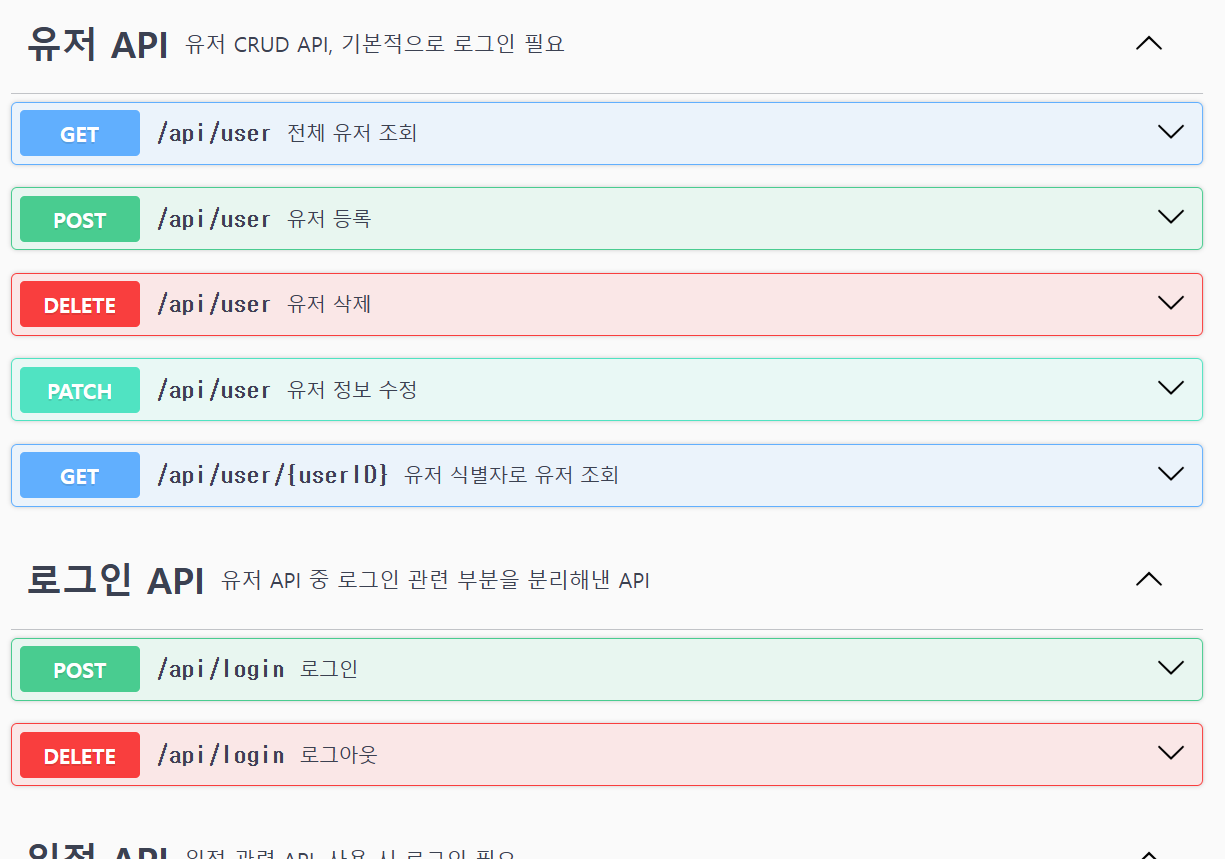 유저 API 유저 CRUD API, 기본적으로 로그인 필요
GET /api/user 전체 유저 조회
POST /api/user 유저 등록
DELETE /api/user 유저 삭제
PATCH /api/user 유저 정보 수정
GET /api/user/{userID} 유저 식별자로 유저 조회
로그인 API 유저 API 중 로그인 관련 부분을 분리해낸 API
POST /api/login 로그인
DELETE /api/login 로그아웃
일정 API 일정 관련 API, 사용 시 로그인 필요